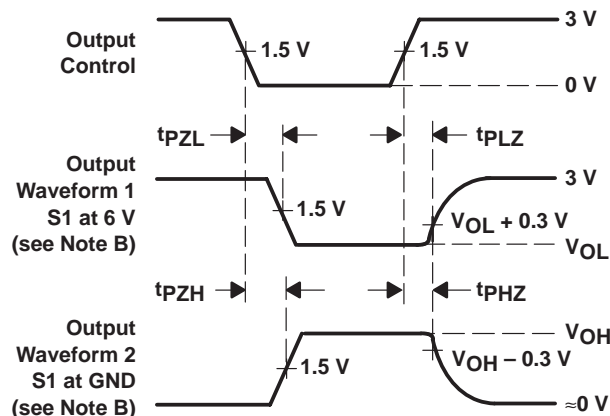 Output
Control
1.5 V
1.5 V
3 V
0 V
tPZL
tPLZ
Output
Waveform 1
S1 at 6 V
(see Note B)
1.5 V
3 V
VOL + 0.3 V
VOL
tPZH
tPHZ
Output
Waveform 2
S1 at GND
(see Note B)
1.5 V
VOH
VOH − 0.3 V
≈0 V